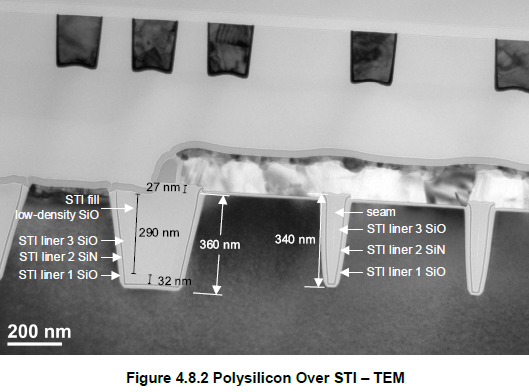 27 nm
STI fill
low-density SiO
290 nm
360 nm
340 nm
seam
STI liner 3 SiO
STI liner 3 SiO
STI liner 2 SiN
STI liner 2 SiN
STI liner 1 SiO
32 nm
STI liner 1 SiO
200 nm
Figure 4.8.2 Polysilicon Over STI – TEM